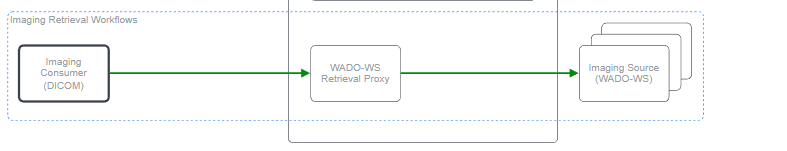 Imaging Retrieval Workflows
Imaging
Consumer
(DICOM)
WADO-WS
Retrieval Proxy
Imaging Source
(WADO-WS)